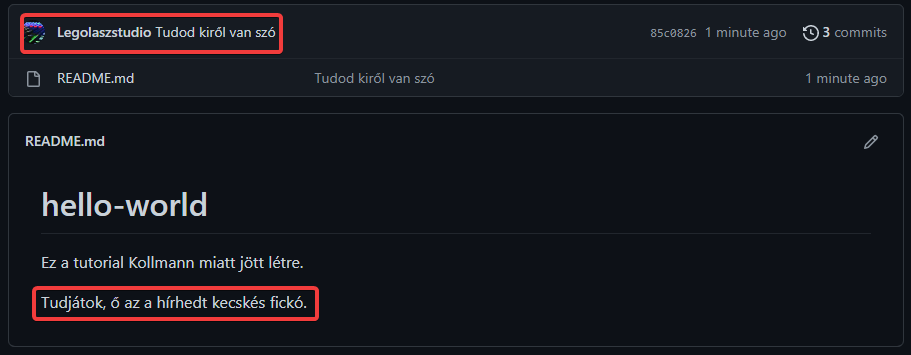 Legolaszstudio Tudod kiről van szó 85c0826 1 minute ago 3 commits
README.md Tudod kiről van szó 1 minute ago
README.md
hello-world
Ez a tutorial Kollmann miatt jött létre.
Tudjátok, ő az a hírhedt kecskés fickó.